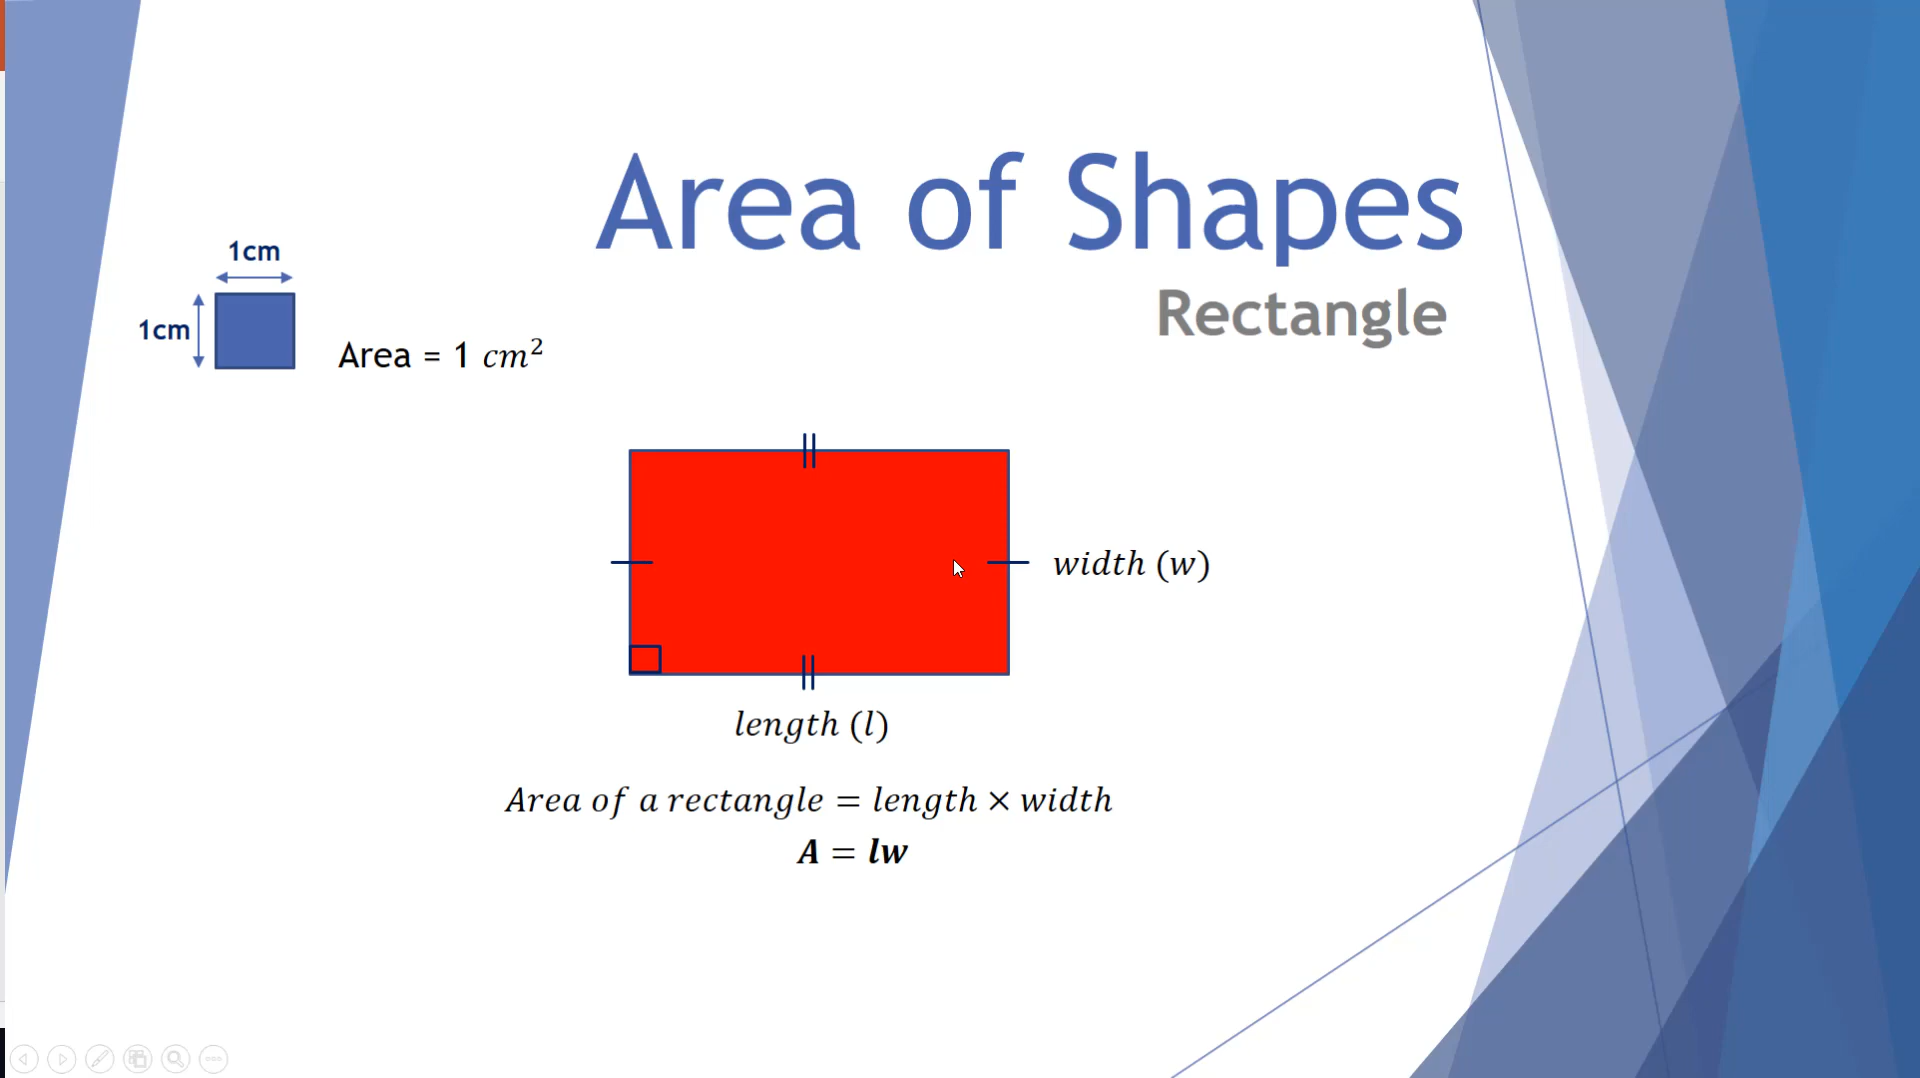 Area of Shapes
Rectangle
1cm
1cm
Area = 1 cm²
width (w)
length (l)
Area of a rectangle = length × width
A = lw